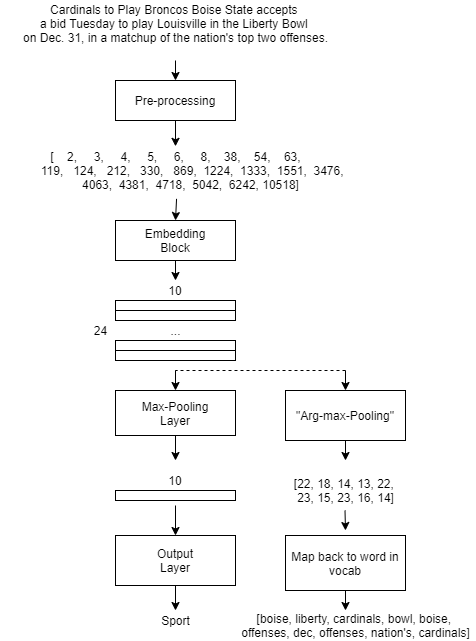 Cardinals to Play Broncos Boise State accepts
a bid Tuesday to play Louisville in the Liberty Bowl
on Dec. 31, in a matchup of the nation's top two offenses.
Pre-processing
[ 2, 3, 4, 5, 6, 8, 38, 54, 63,
119, 124, 212, 330, 869, 1224, 1333, 1551, 3476,
4063, 4381, 4718, 5042, 6242, 10518]
Embedding
Block
10
24
...
Max-Pooling
Layer
"Arg-max-Pooling"
10
[22, 18, 14, 13, 22,
23, 15, 23, 16, 14]
Output
Layer
Map back to word in
vocab
Sport
[boise, liberty, cardinals, bowl, boise,
offenses, dec, offenses, nation's, cardinals]